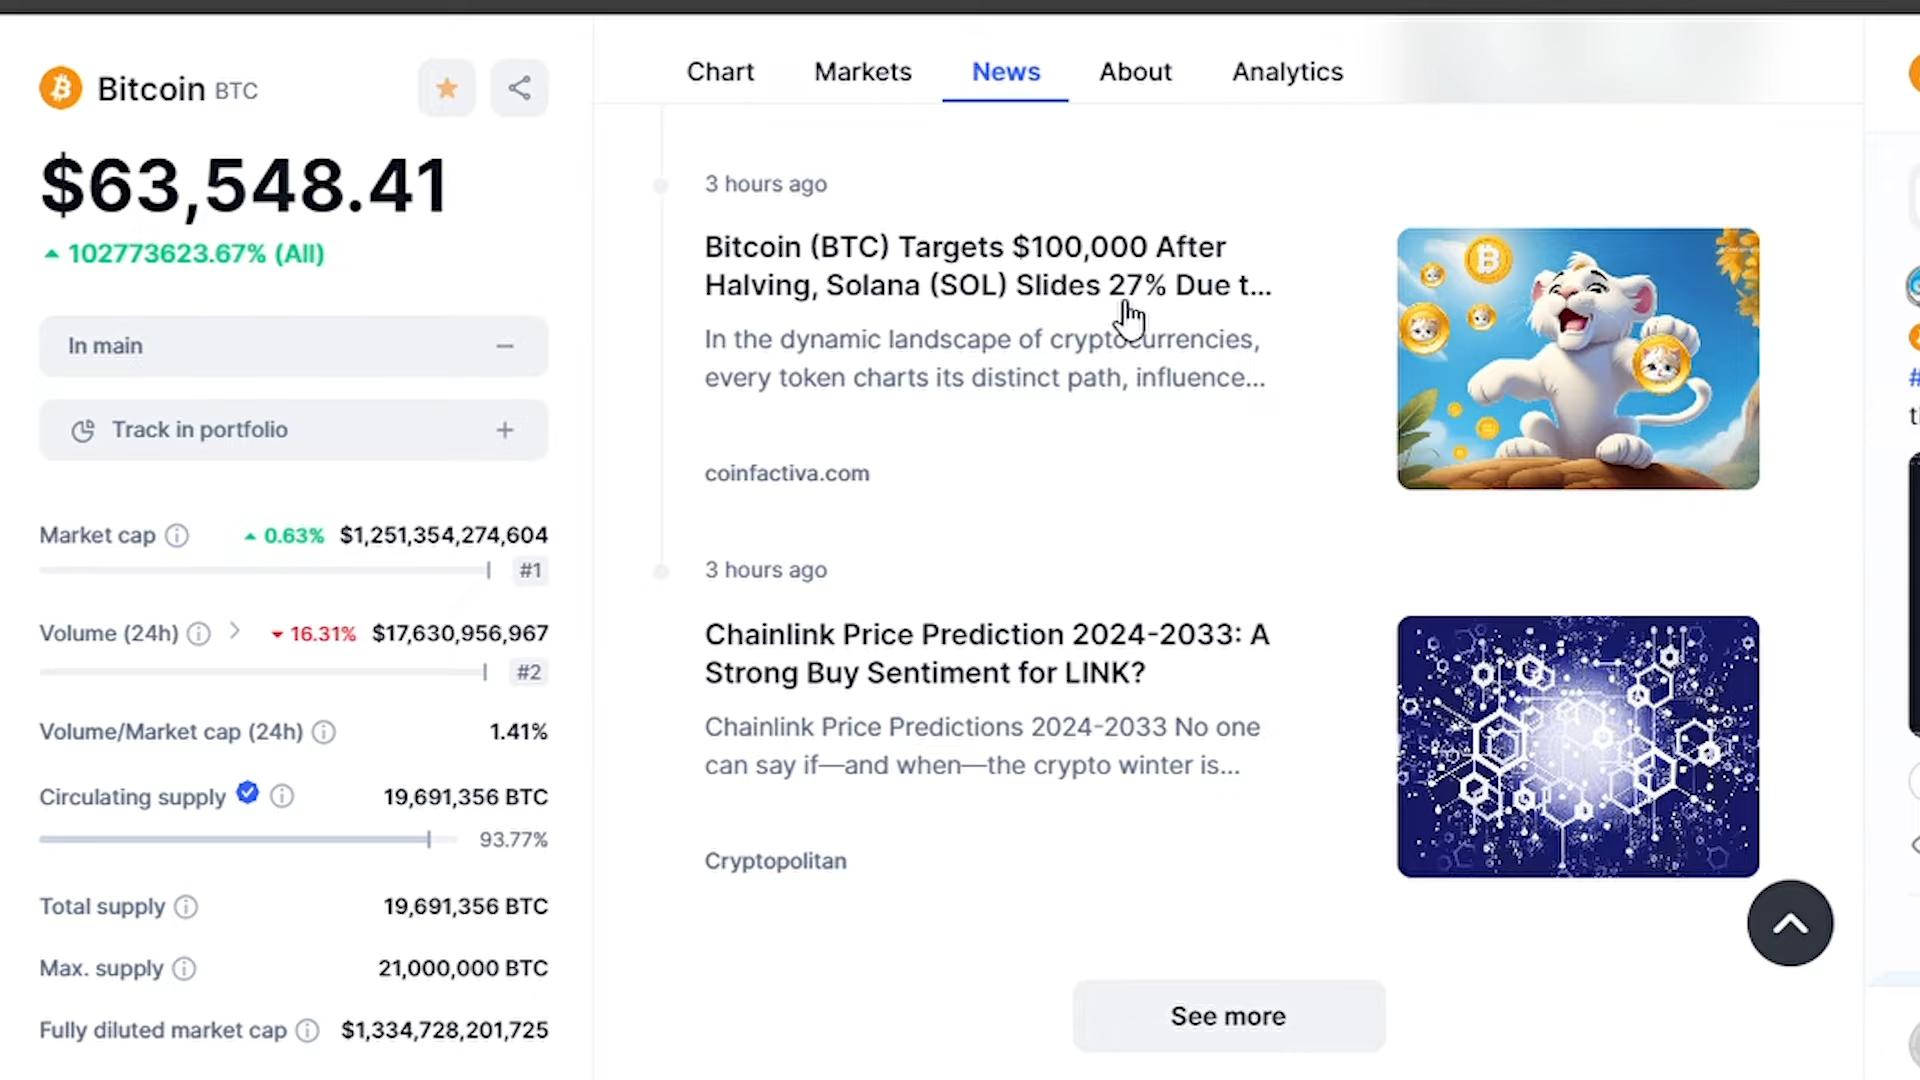 Bitcoin BTC
$63,548.41
102773623.67% (All)
In main
Track in portfolio
Market cap 0.63% $1,251,354,274,604
#1
Volume (24h) 16.31% $17,630,956,967
#2
Volume/Market cap (24h) 1.41%
Circulating supply 19,691,356 BTC
93.77%
Total supply 19,691,356 BTC
Max. supply 21,000,000 BTC
Fully diluted market cap $1,334,728,201,725
Chart Markets News About Analytics
3 hours ago
Bitcoin (BTC) Targets $100,000 After
Halving, Solana (SOL) Slides 27% Due t...
In the dynamic landscape of cryptocurrencies,
every token charts its distinct path, influence...
coinfactiva.com
3 hours ago
Chainlink Price Prediction 2024-2033: A
Strong Buy Sentiment for LINK?
Chainlink Price Predictions 2024-2033 No one
can say if—and when—the crypto winter is...
Cryptopolitan
See more